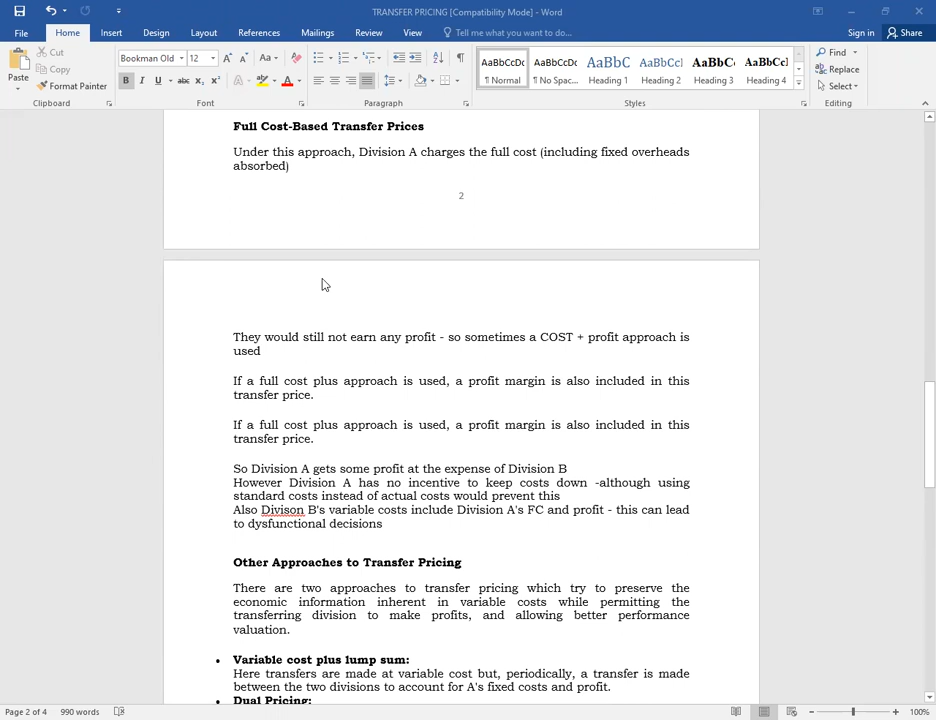 TRANSFER PRICING [Compatibility Mode] - Word
File Home Insert Design Layout References Mailings Review View Tell me what you want to do... Sign in Share
Paste
Cut
Copy
Format Painter
Clipboard
Bookman Old 12
Aa
B I U abc X₂ X²
A A
Font
Paragraph
AaBbCcDc AaBbCcDc AaBbC AaBbCc AaBbCc AaBbCcI
¶ Normal ¶ No Spac... Heading 1 Heading 2 Heading 3 Heading 4
Styles
Find
Replace
Select
Editing
Full Cost-Based Transfer Prices
Under this approach, Division A charges the full cost (including fixed overheads
absorbed)
2
They would still not earn any profit - so sometimes a COST + profit approach is
used
If a full cost plus approach is used, a profit margin is also included in this
transfer price.
If a full cost plus approach is used, a profit margin is also included in this
transfer price.
So Division A gets some profit at the expense of Division B
However Division A has no incentive to keep costs down -although using
standard costs instead of actual costs would prevent this
Also Divison B's variable costs include Division A's FC and profit - this can lead
to dysfunctional decisions
Other Approaches to Transfer Pricing
There are two approaches to transfer pricing which try to preserve the
economic information inherent in variable costs while permitting the
transferring division to make profits, and allowing better performance
valuation.
• Variable cost plus lump sum:
Here transfers are made at variable cost but, periodically, a transfer is made
between the two divisions to account for A's fixed costs and profit.
• Dual Pricing:
Page 2 of 4 990 words 100%